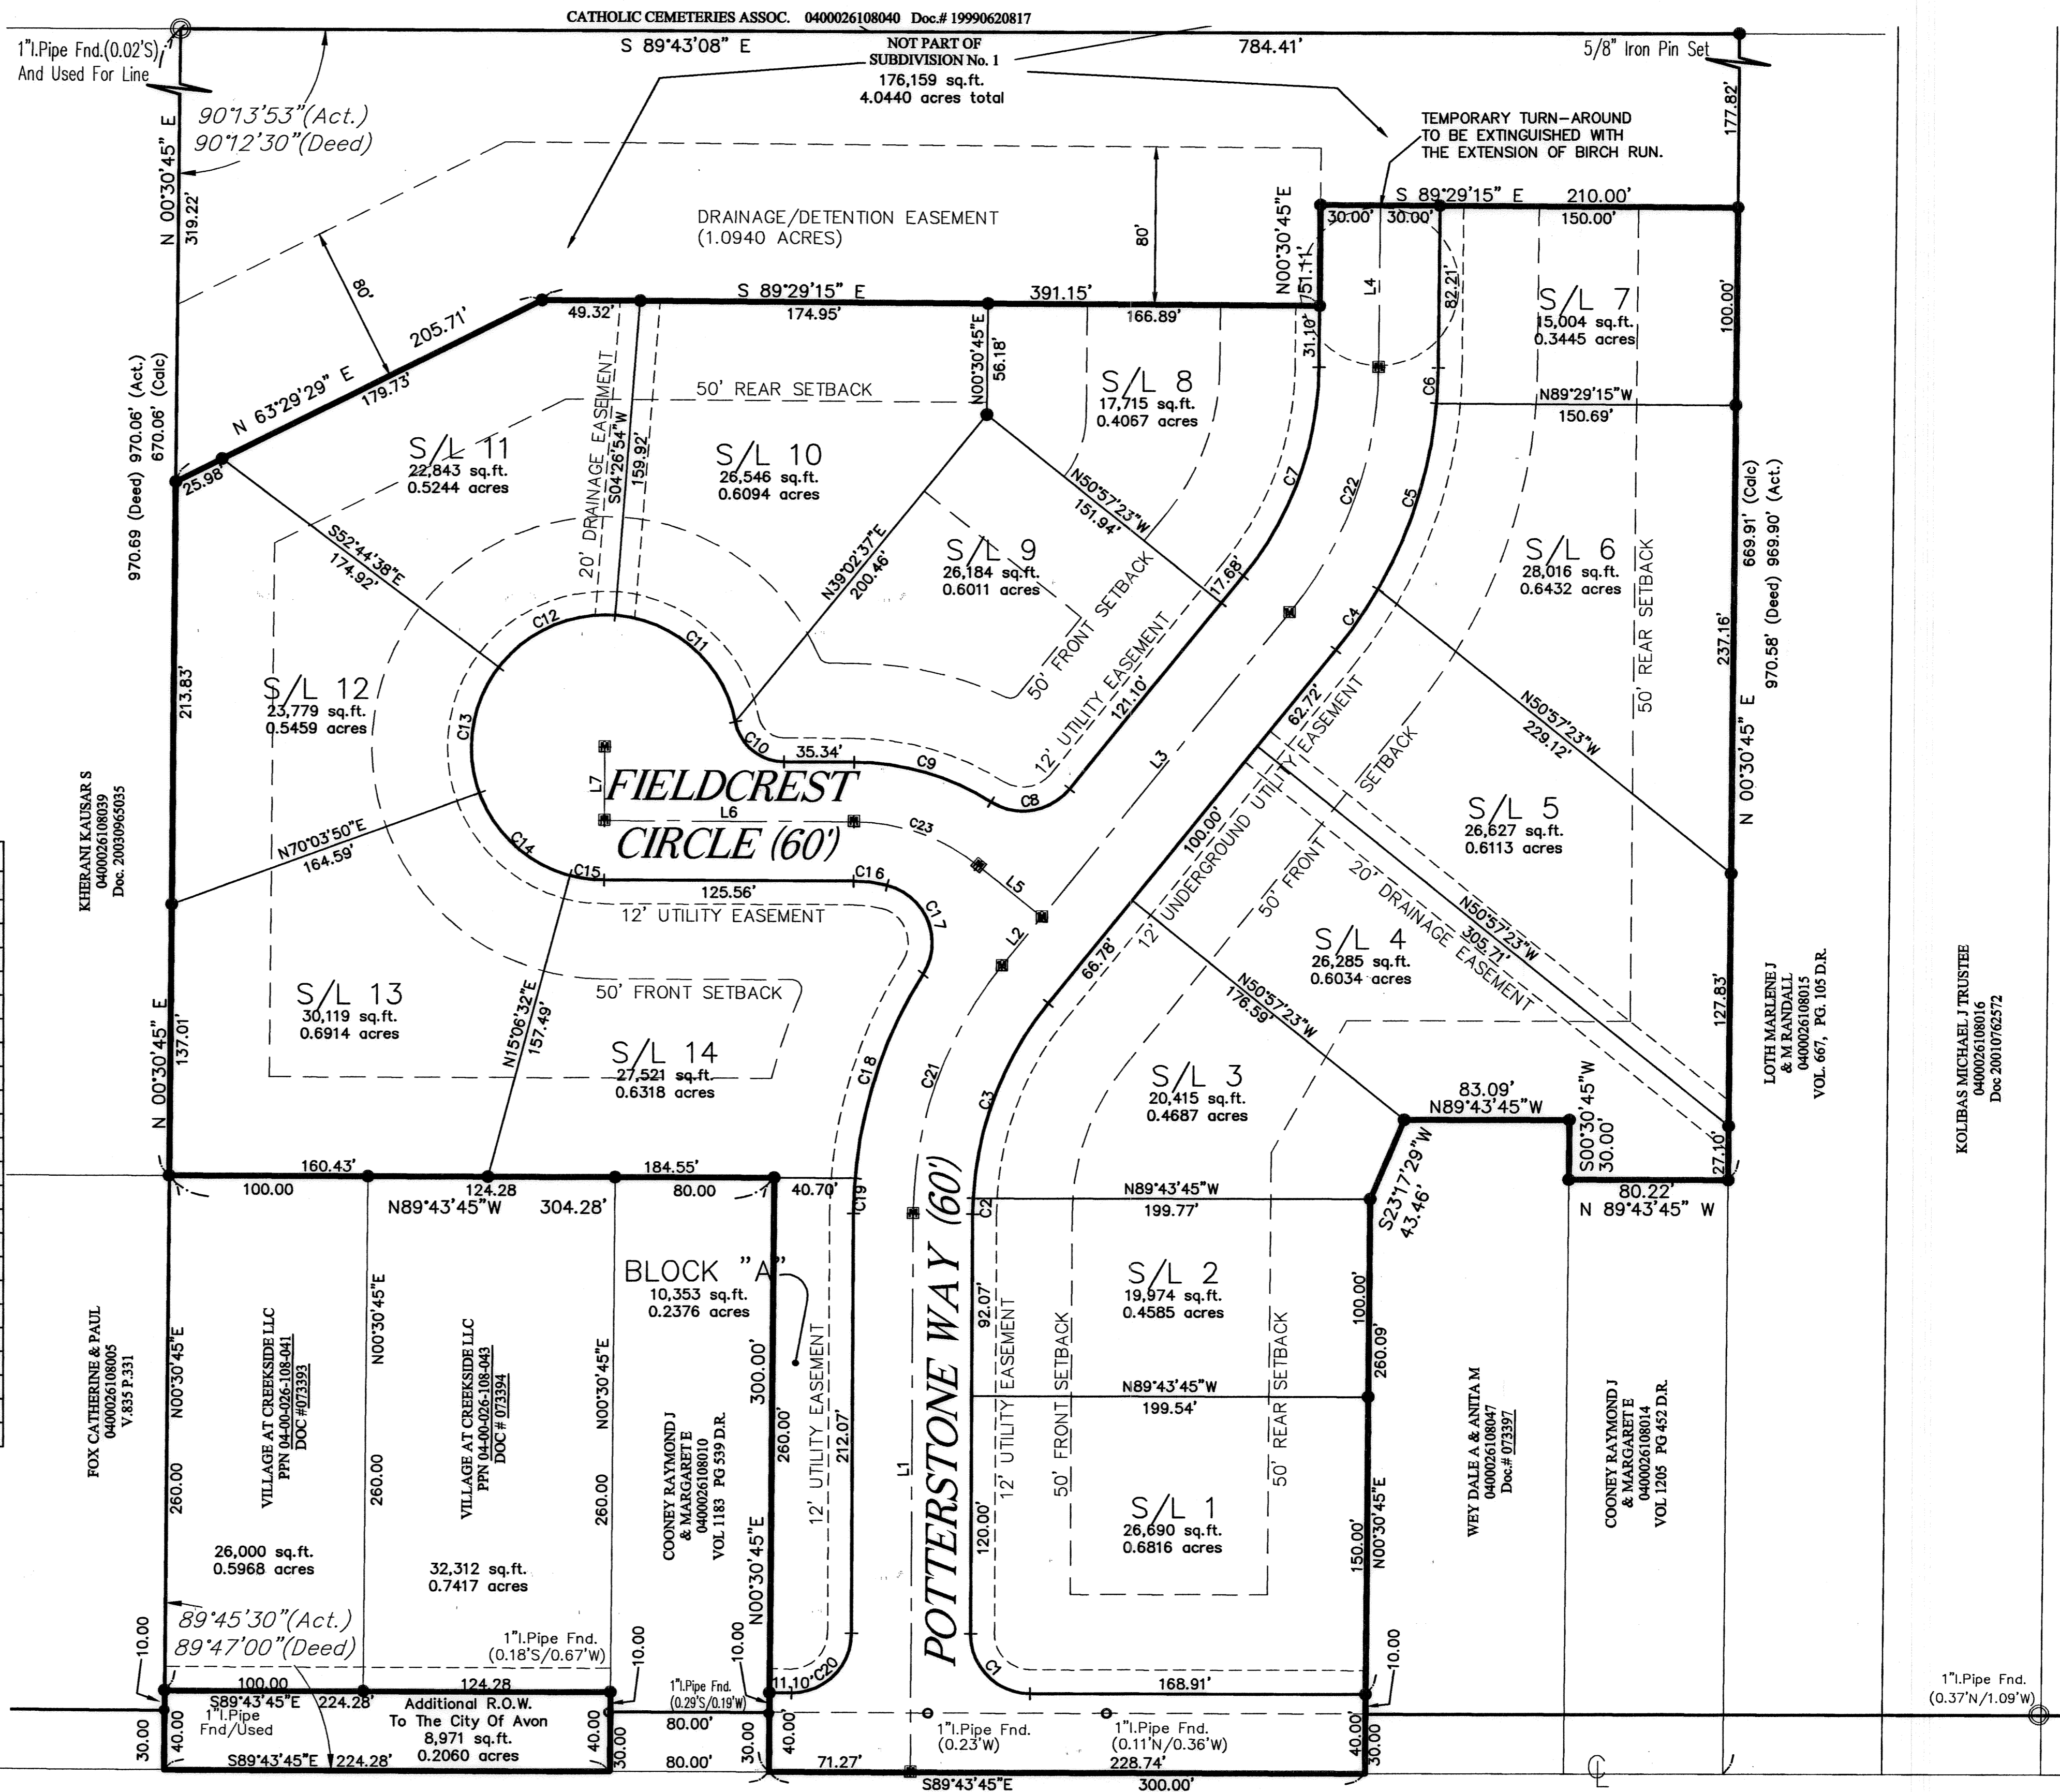 CATHOLIC CEMETERIES ASSOC. 0400026108040 Doc.# 19990620817
S 89°43'08" E
784.41'
NOT PART OF
SUBDIVISION No. 1
176,159 sq.ft.
4.0440 acres total
1"I.Pipe Fnd.(0.02'S)
And Used For Line
5/8" Iron Pin Set
90°13'53"(Act.)
90°12'30"(Deed)
N 00°30'45" E
319.22'
177.82'
TEMPORARY TURN-AROUND
TO BE EXTINGUISHED WITH
THE EXTENSION OF BIRCH RUN.
DRAINAGE/DETENTION EASEMENT
(1.0940 ACRES)
80'
80'
N00°30'45"E
51.11'
S 89°29'15" E 210.00'
30.00' 30.00' 150.00'
L4
82.21'
S/L 7
15,004 sq.ft.
0.3445 acres
100.00'
S 89°29'15" E 391.15'
49.32' 174.95' 166.89'
205.71'
N 63°29'29" E
179.73'
25.98'
970.69 (Deed) 970.06' (Act.)
670.06' (Calc)
20' DRAINAGE EASEMENT
S04°26'54"W
159.92'
50' REAR SETBACK
N00°30'45"E
56.18'
31.10'
S/L 8
17,715 sq.ft.
0.4067 acres
C6
N89°29'15"W
150.69'
S/L 11
22,843 sq.ft.
0.5244 acres
S/L 10
26,546 sq.ft.
0.6094 acres
N50°57'23"W
151.94'
C7
C22
C5
669.91' (Calc)
970.58' (Deed) 969.90' (Act.)
S52°44'38"E
174.92'
N39°02'37"E
200.46'
S/L 9
26,184 sq.ft.
0.6011 acres
17.68'
S/L 6
28,016 sq.ft.
0.6432 acres
50' REAR SETBACK
237.16'
C12
C11
50' FRONT SETBACK
12' UTILITY EASEMENT
121.10'
C4
213.83'
S/L 12
23,779 sq.ft.
0.5459 acres
C13
C10
35.34'
C9
C8
L3
62.72'
N50°57'23"W
229.12'
N 00°30'45" E
KHERANI KAUSAR S
0400026108039
Doc. 20030965035
L7
FIELDCREST
L6
CIRCLE (60')
C23
L5
100.00'
12' UNDERGROUND UTILITY EASEMENT
50' FRONT SETBACK
S/L 5
26,627 sq.ft.
0.6113 acres
20' DRAINAGE EASEMENT
N50°57'23"W
305.71'
N70°03'50"E
164.59'
C14
C15
125.56'
C16
12' UTILITY EASEMENT
C17
L2
66.78'
S/L 4
26,285 sq.ft.
0.6034 acres
127.83'
LOTH MARLENE J
& M RANDALL
0400026108015
VOL. 667, PG. 105 D.R.
KOLIBAS MICHAEL J TRUSTEE
0400026108016
Doc 20010762572
N 00°30'45" E
137.01'
S/L 13
30,119 sq.ft.
0.6914 acres
50' FRONT SETBACK
N15°06'32"E
157.49'
S/L 14
27,521 sq.ft.
0.6318 acres
C18
C21
C3
N50°57'23"W
176.59'
S/L 3
20,415 sq.ft.
0.4687 acres
83.09'
N89°43'45"W
S00°30'45"W
30.00'
27.10'
80.22'
N 89°43'45" W
S23°17'29"W
43.46'
160.43' 184.55'
100.00 124.28 80.00 40.70'
N89°43'45"W 304.28'
C19
C2
N89°43'45"W
199.77'
BLOCK "A"
10,353 sq.ft.
0.2376 acres
S/L 2
19,974 sq.ft.
0.4585 acres
92.07'
100.00'
260.09'
N89°43'45"W
199.54'
FOX CATHERINE & PAUL
0400026108005
V.835 P.331
N00°30'45"E
260.00
VILLAGE AT CREEKSIDE LLC
PPN 04-00-026-108-041
DOC #073393
N00°30'45"E
260.00
VILLAGE AT CREEKSIDE LLC
PPN 04-00-026-108-043
DOC # 073394
N00°30'45"E
260.00
COONEY RAYMOND J
& MARGARET E
0400026108010
VOL 1183 PG 539 D.R.
300.00'
260.00'
N00°30'45"E
12' UTILITY EASEMENT
212.07'
L1
POTTERSTONE WAY (60')
12' UTILITY EASEMENT
50' FRONT SETBACK
50' REAR SETBACK
120.00'
S/L 1
26,690 sq.ft.
0.6816 acres
150.00'
N00°30'45"E
WEY DALE A & ANITA M
0400026108047
Doc.# 073397
COONEY RAYMOND J
& MARGARET E
0400026108014
VOL 1205 PG 452 D.R.
26,000 sq.ft.
0.5968 acres
32,312 sq.ft.
0.7417 acres
89°45'30"(Act.)
89°47'00"(Deed)
10.00
1"I.Pipe Fnd.
(0.18'S/0.67'W)
10.00
10.00
10.00
100.00 124.28
S89°43'45"E 224.28'
1"I.Pipe
Fnd/Used
Additional R.O.W.
To The City Of Avon
8,971 sq.ft.
0.2060 acres
1"I.Pipe Fnd.
(0.29'S/0.19'W)
80.00'
11.10'
C20
C1
168.91'
1"I.Pipe Fnd.
(0.23'W)
1"I.Pipe Fnd.
(0.11'N/0.36'W)
1"I.Pipe Fnd.
(0.37'N/1.09'W)
30.00
40.00'
40.00'
30.00
30.00
40.00'
40.00'
30.00
S89°43'45"E 224.28'
80.00'
71.27' 228.74'
S89°43'45"E 300.00'
CL